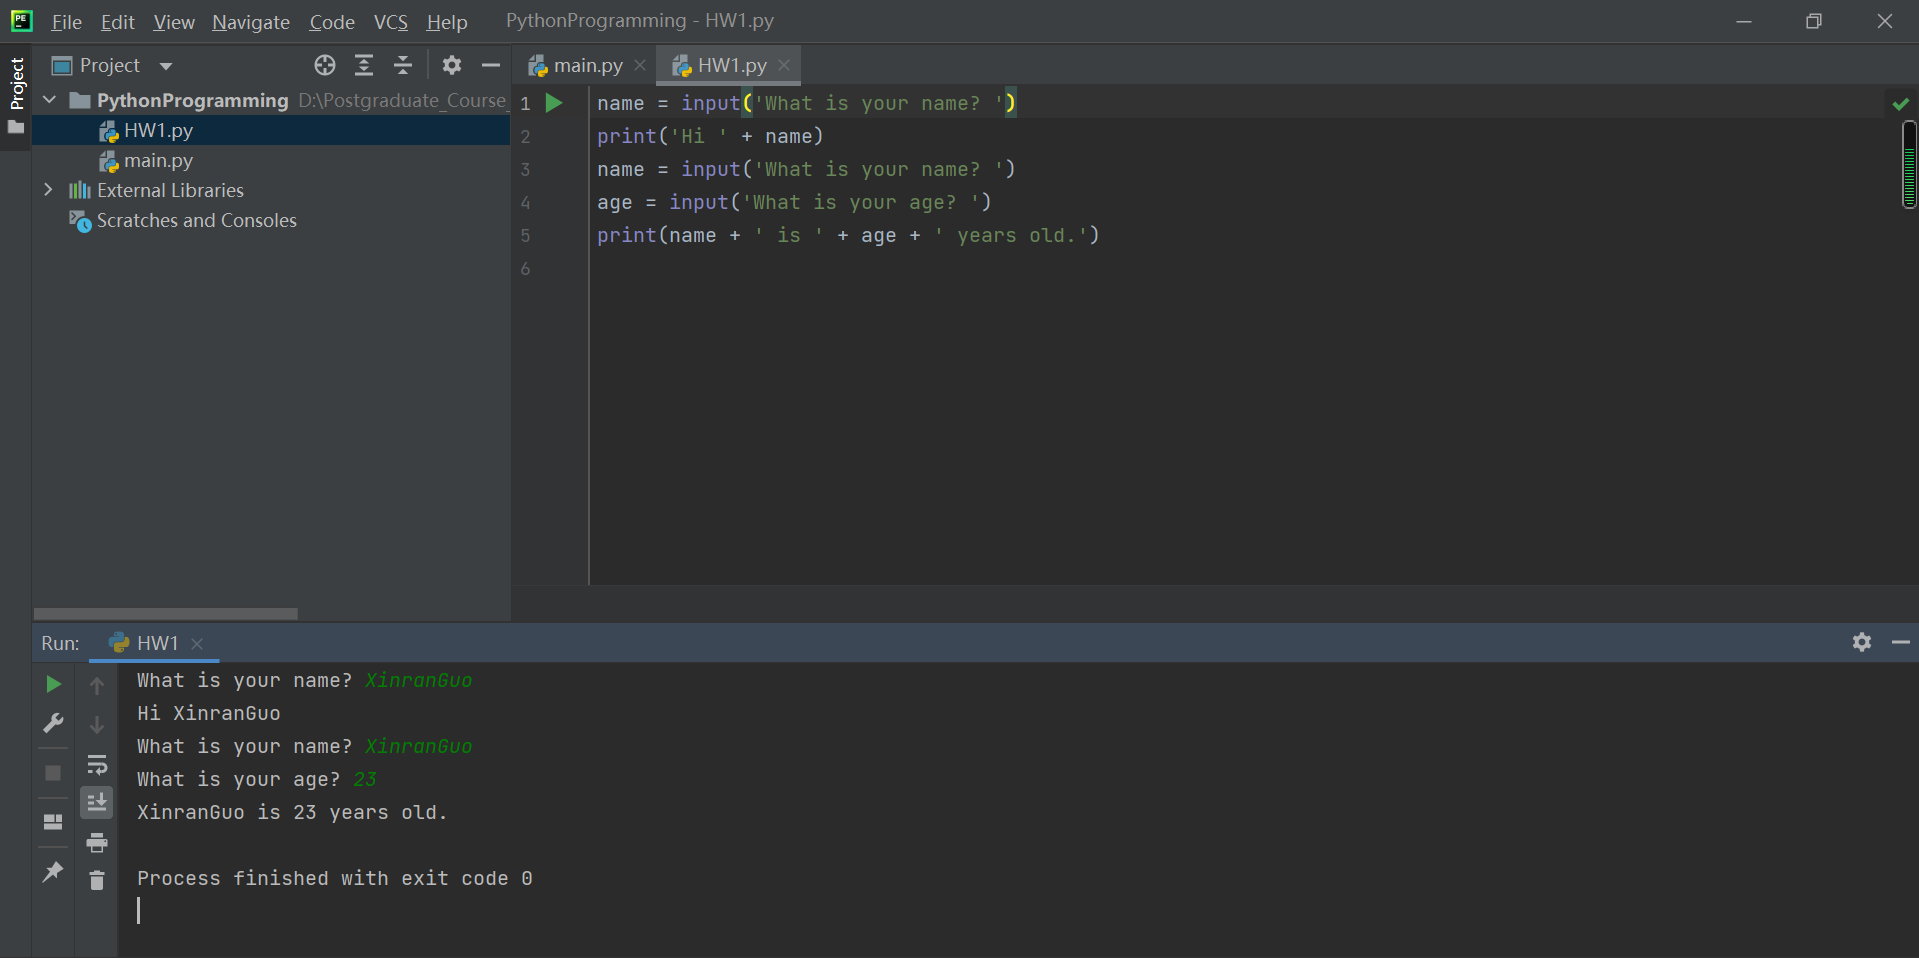 PE File Edit View Navigate Code VCS Help PythonProgramming - HW1.py
Project
Project
PythonProgramming D:\Postgraduate_Course_
HW1.py
main.py
External Libraries
Scratches and Consoles
main.py HW1.py
1 name = input('What is your name? ')
2 print('Hi ' + name)
3 name = input('What is your name? ')
4 age = input('What is your age? ')
5 print(name + ' is ' + age + ' years old.')
6
Run: HW1
What is your name? XinranGuo
Hi XinranGuo
What is your name? XinranGuo
What is your age? 23
XinranGuo is 23 years old.
Process finished with exit code 0